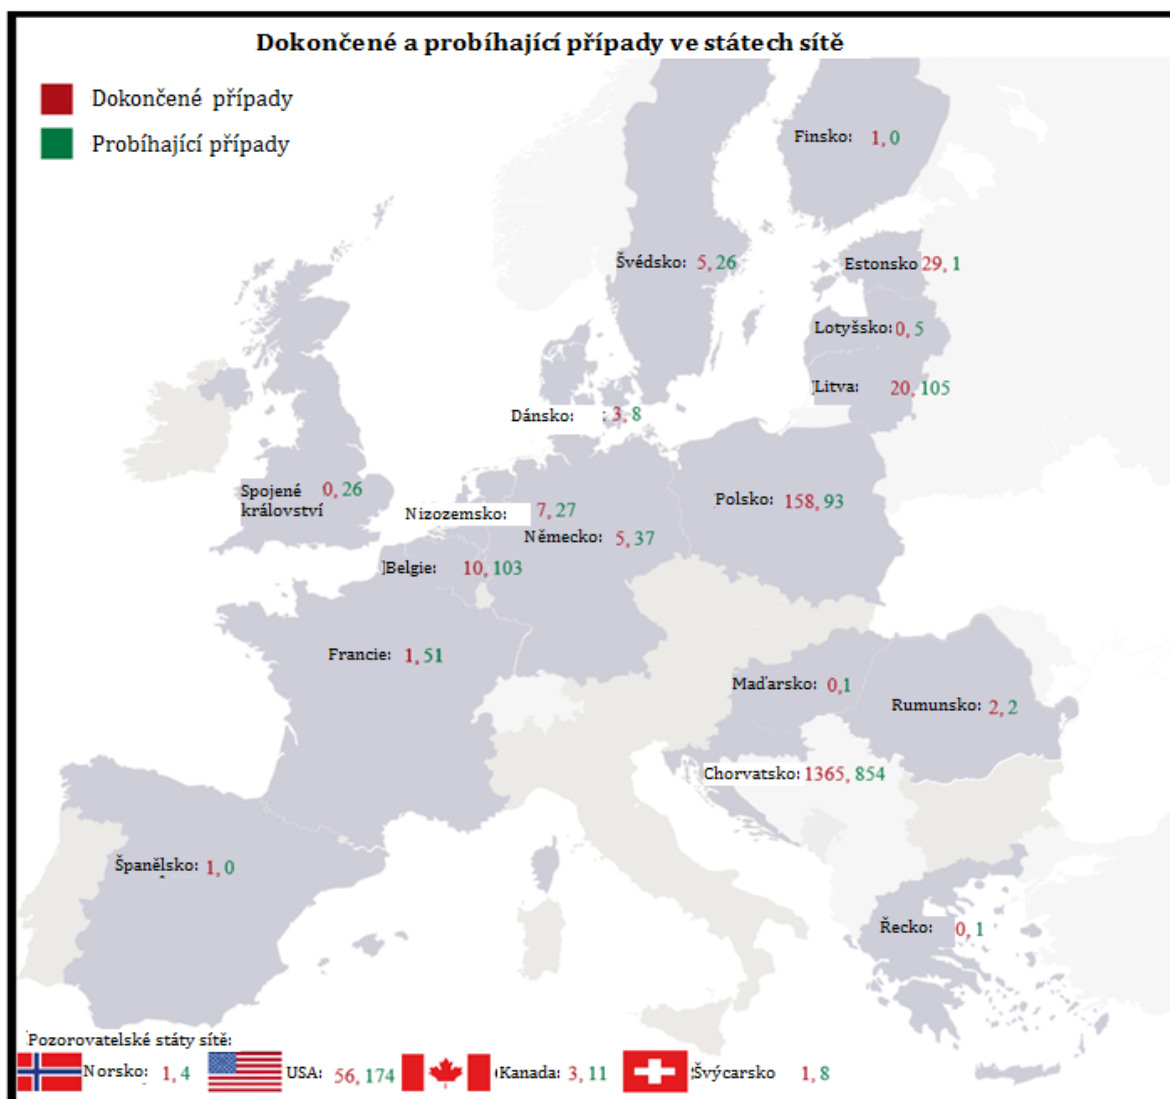 Dokončené a probíhající případy ve státech sítě
Dokončené případy
Probíhající případy
Finsko: 1, 0
Švédsko: 5, 26
Estonsko 29, 1
Lotyšsko: 0, 5
Litva: 20, 105
Dánsko: : 3, 8
Spojené království 0, 26
Nizozemsko: 7, 27
Polsko: 158, 93
Německo: 5, 37
Belgie: 10, 103
Francie: 1, 51
Maďarsko: 0,1
Rumunsko: 2, 2
Chorvatsko: 1365, 854
Španělsko: 1, 0
Řecko: 0, 1
Pozorovatelské státy sítě:
Norsko: 1, 4 USA: 56, 174 Kanada: 3, 11 Švýcarsko 1, 8